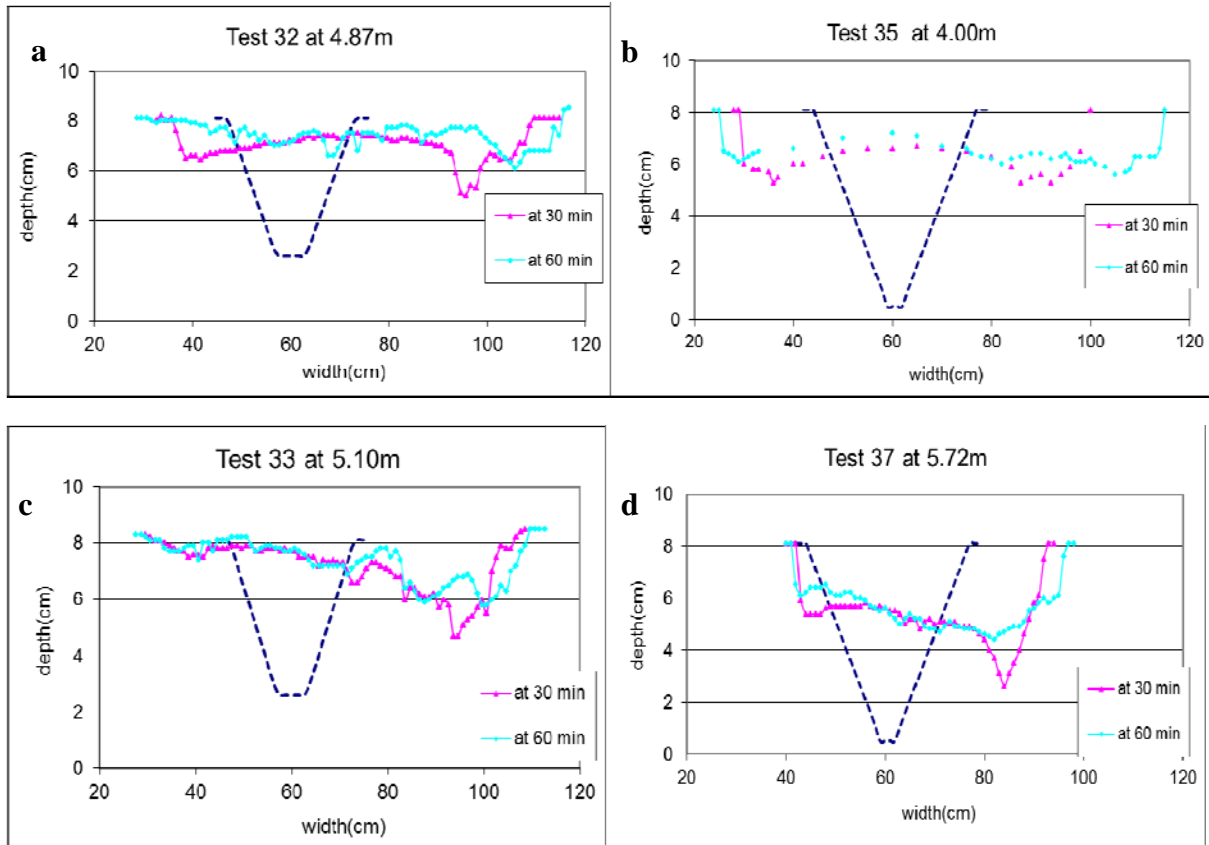 a
Test 32 at 4.87m
10
8
6
4
2
0
depth(cm)
20 40 60 80 100 120
width(cm)
at 30 min
at 60 min
b
Test 35 at 4.00m
10
8
6
4
2
0
depth(cm)
20 40 60 80 100 120
width(cm)
at 30 min
at 60 min
c
Test 33 at 5.10m
10
8
6
4
2
0
depth(cm)
20 40 60 80 100 120
width(cm)
at 30 min
at 60 min
d
Test 37 at 5.72m
10
8
6
4
2
0
depth(cm)
20 40 60 80 100 120
width(cm)
at 30 min
at 60 min